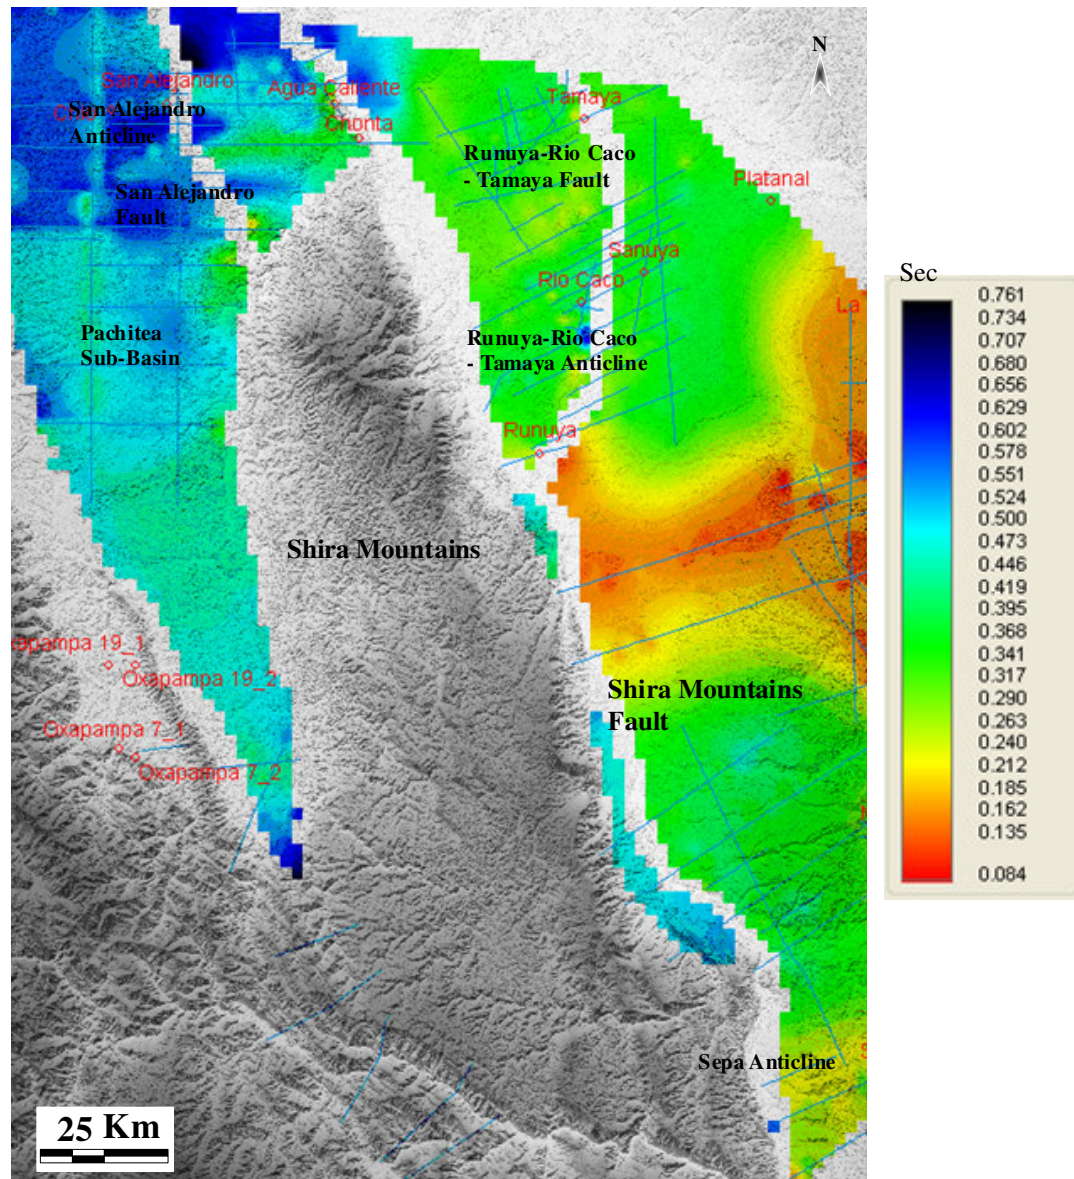 N
San Alejandro
Agua Caliente
Tamaya
San Alejandro
Anticline
Chonta
Runuya-Rio Caco
- Tamaya Fault
Platanal
San Alejandro
Fault
Sanuya
Rio Caco
Pachitea
Sub-Basin
Runuya-Rio Caco
- Tamaya Anticline
La
Runuya
Shira Mountains
xapampa 19_1
Oxapampa 19_2
Shira Mountains
Fault
Oxapampa 7_1
Oxapampa 7_2
Sepa Anticline
25 Km
Sec
0.761
0.734
0.707
0.680
0.656
0.629
0.602
0.578
0.551
0.524
0.500
0.473
0.446
0.419
0.395
0.368
0.341
0.317
0.290
0.263
0.240
0.212
0.185
0.162
0.135
0.084